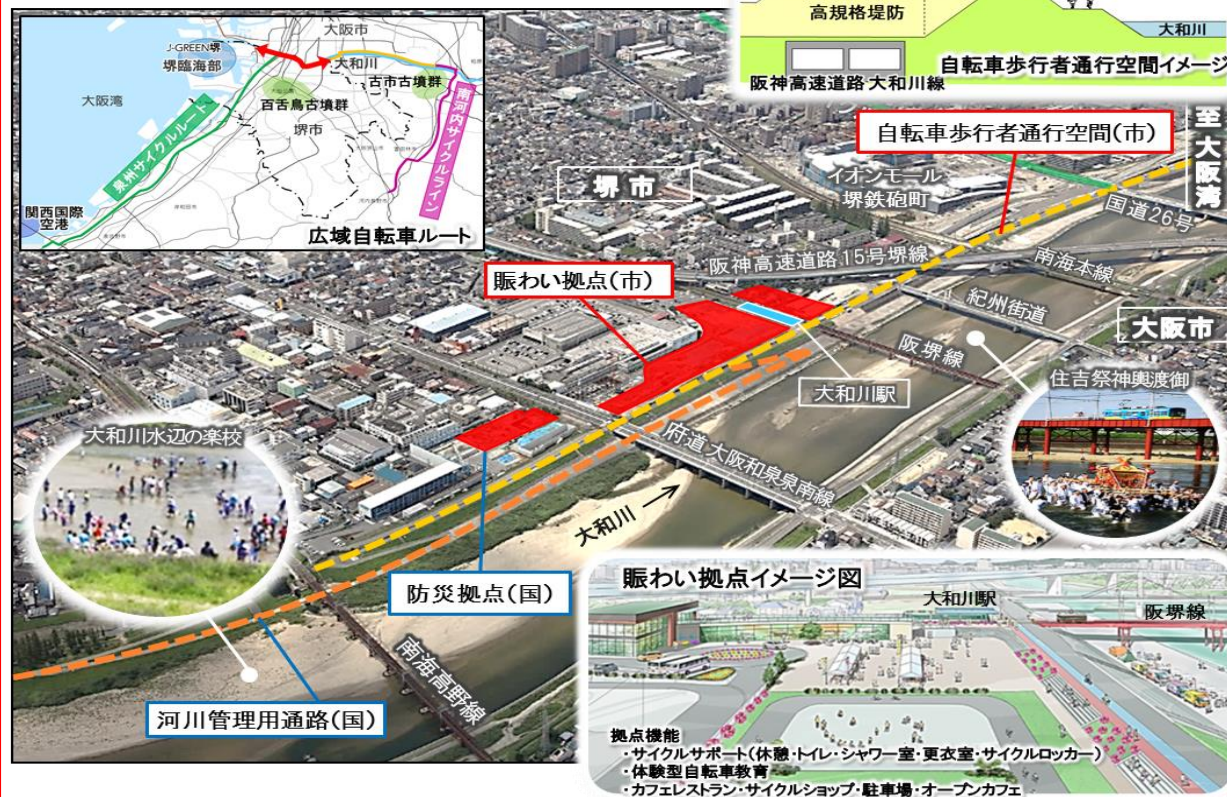 大阪市
J-GREEN堺
堺臨海部
大和川
古市古墳群
大阪湾
百舌鳥古墳群
堺市
泉州サイクルルート
南河内サイクルライン
関西国際
空港
広域自転車ルート
高規格堤防
大和川
自転車歩行者通行空間イメージ
阪神高速道路 大和川線
自転車歩行者通行空間(市)
至大阪湾
堺市
イオンモール
堺鉄砲町
国道26号
阪神高速道路 15号堺線
南海本線
賑わい拠点(市)
紀州街道
大阪市
阪堺線
大和川駅
住吉祭神輿渡御
大和川水辺の楽校
府道 大阪和泉泉南線
大和川
防災拠点(国)
南海高野線
河川管理用通路(国)
賑わい拠点イメージ図
大和川駅
阪堺線
拠点機能
・サイクルサポート(休憩・トイレ・シャワー室・更衣室・サイクルロッカー)
・体験型自転車教育
・カフェレストラン・サイクルショップ・駐車場・オープンカフェ